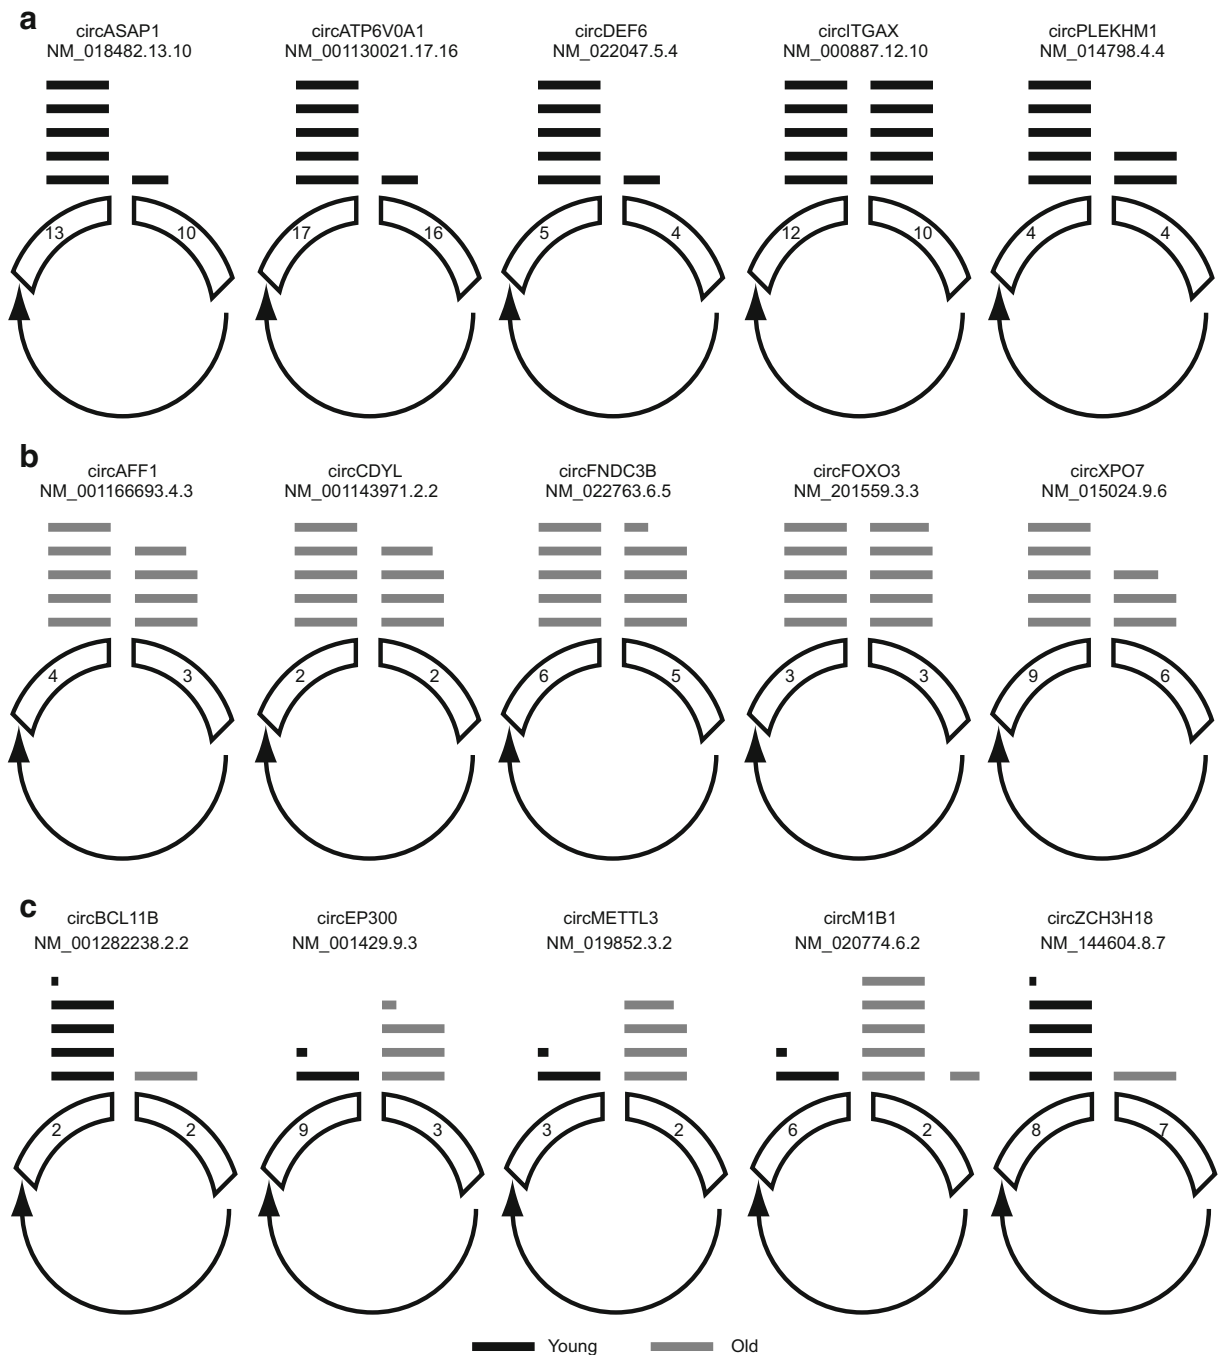 a
circASAP1 circATP6V0A1 circDEF6 circITGAX circPLEKHM1
NM_018482.13.10 NM_001130021.17.16 NM_022047.5.4 NM_000887.12.10 NM_014798.4.4
13 10 17 16 5 4 12 10 4 4
b
circAFF1 circCDYL circFNDC3B circFOXO3 circXPO7
NM_001166693.4.3 NM_001143971.2.2 NM_022763.6.5 NM_201559.3.3 NM_015024.9.6
4 3 2 2 6 5 3 3 9 6
c
circBCL11B circEP300 circMETTL3 circM1B1 circZCH3H18
NM_001282238.2.2 NM_001429.9.3 NM_019852.3.2 NM_020774.6.2 NM_144604.8.7
2 2 9 3 3 2 6 2 8 7
Young Old